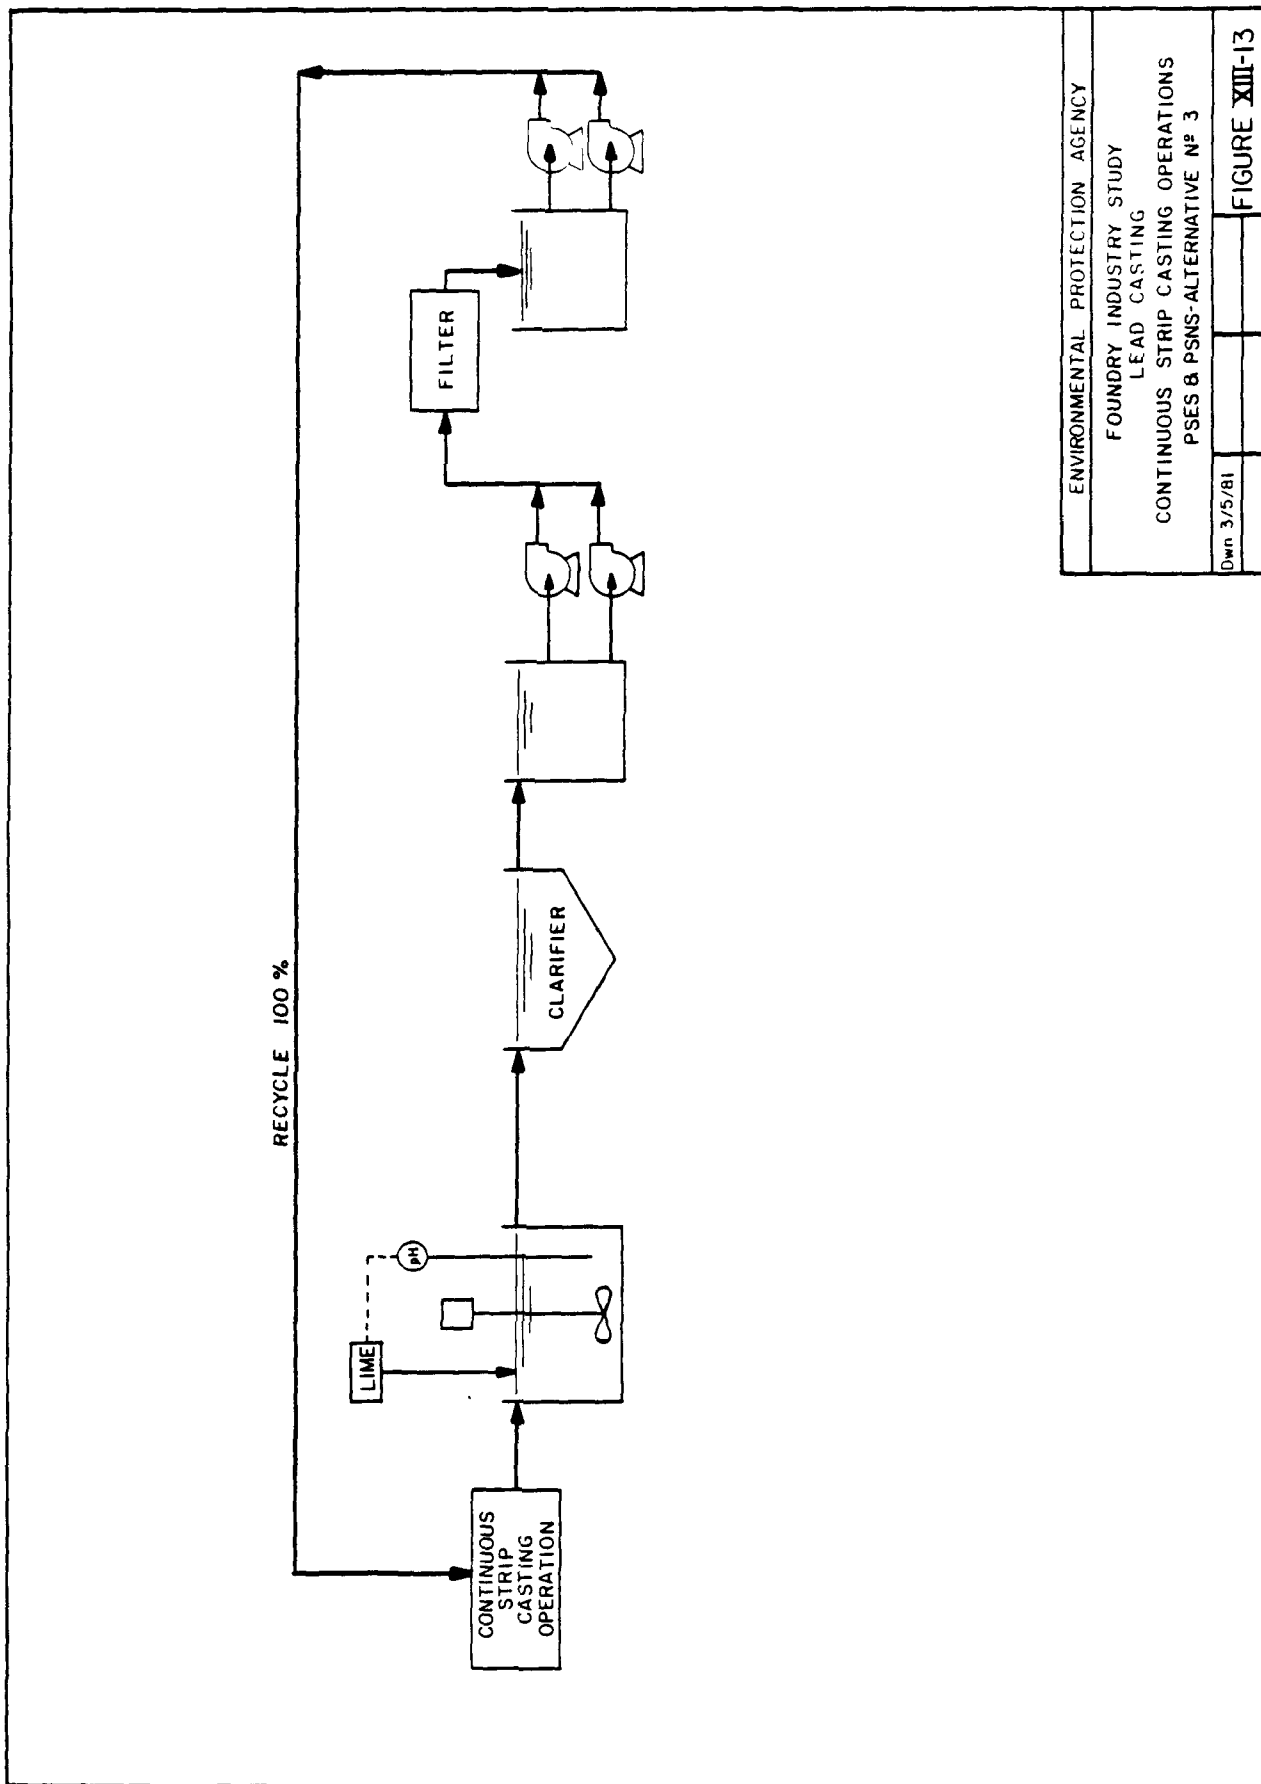 RECYCLE 100 %
LIME
pH
CONTINUOUS
STRIP
CASTING
OPERATION
CLARIFIER
FILTER
ENVIRONMENTAL PROTECTION AGENCY
FOUNDRY INDUSTRY STUDY
LEAD CASTING
CONTINUOUS STRIP CASTING OPERATIONS
PSES & PSNS-ALTERNATIVE Nº 3
Dwn 3/5/81
FIGURE XIII-13